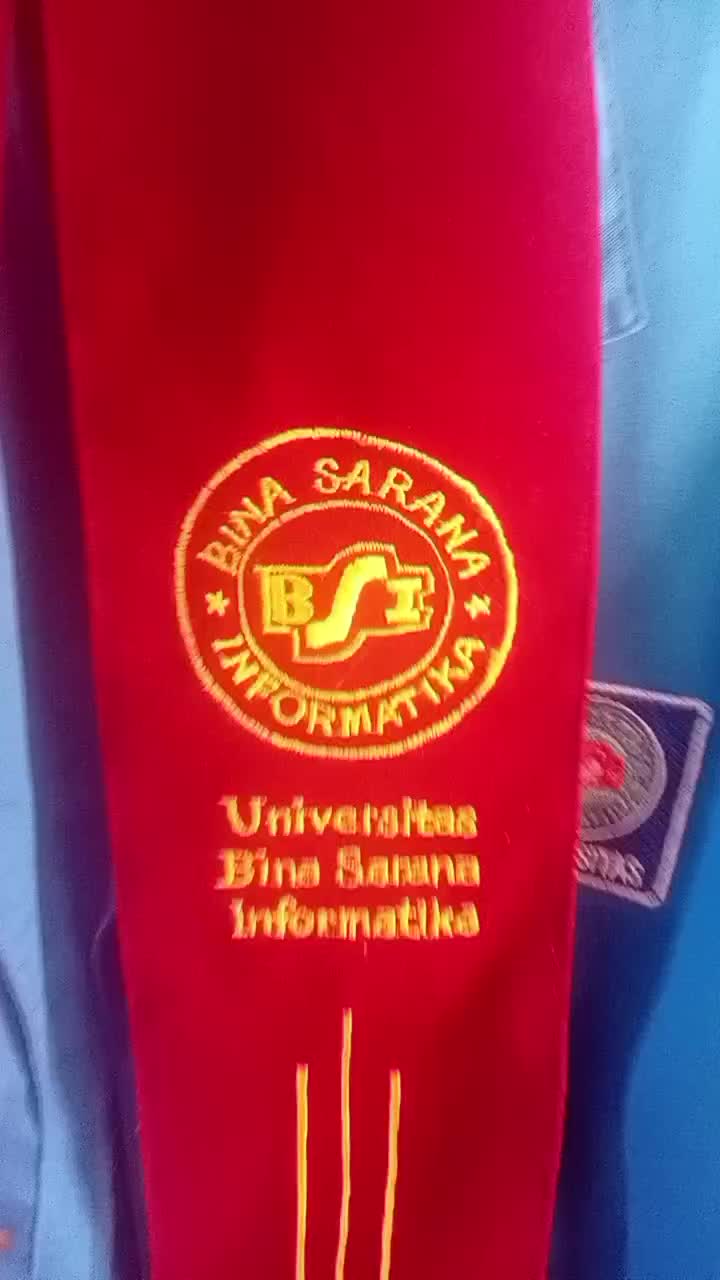 BINA SARANA
BSI
INFORMATIKA
Universitas
Bina Sarana
Informatika